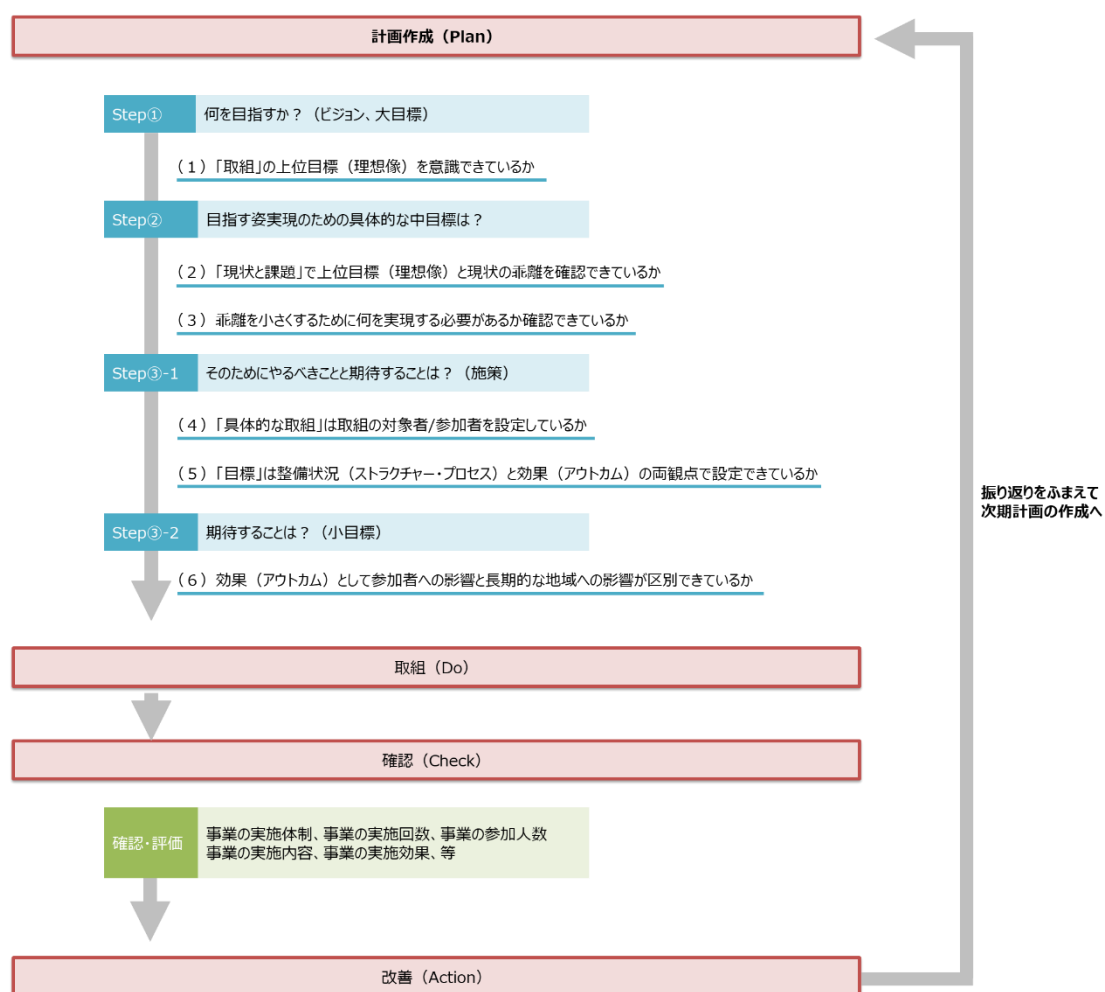 計画作成（Plan）
Step①
何を目指すか？（ビジョン、大目標）
（1）「取組」の上位目標（理想像）を意識できているか
Step②
目指す姿実現のための具体的な中目標は？
（2）「現状と課題」で上位目標（理想像）と現状の乖離を確認できているか
（3）乖離を小さくするために何を実現する必要があるか確認できているか
Step③-1
そのためにやるべきことと期待することは？（施策）
（4）「具体的な取組」は取組の対象者/参加者を設定しているか
（5）「目標」は整備状況（ストラクチャー・プロセス）と効果（アウトカム）の両観点で設定できているか
Step③-2
期待することは？（小目標）
（6）効果（アウトカム）として参加者への影響と長期的な地域への影響が区別できているか
取組（Do）
確認（Check）
確認・評価
事業の実施体制、事業の実施回数、事業の参加人数
事業の実施内容、事業の実施効果、等
改善（Action）
振り返りをふまえて
次期計画の作成へ